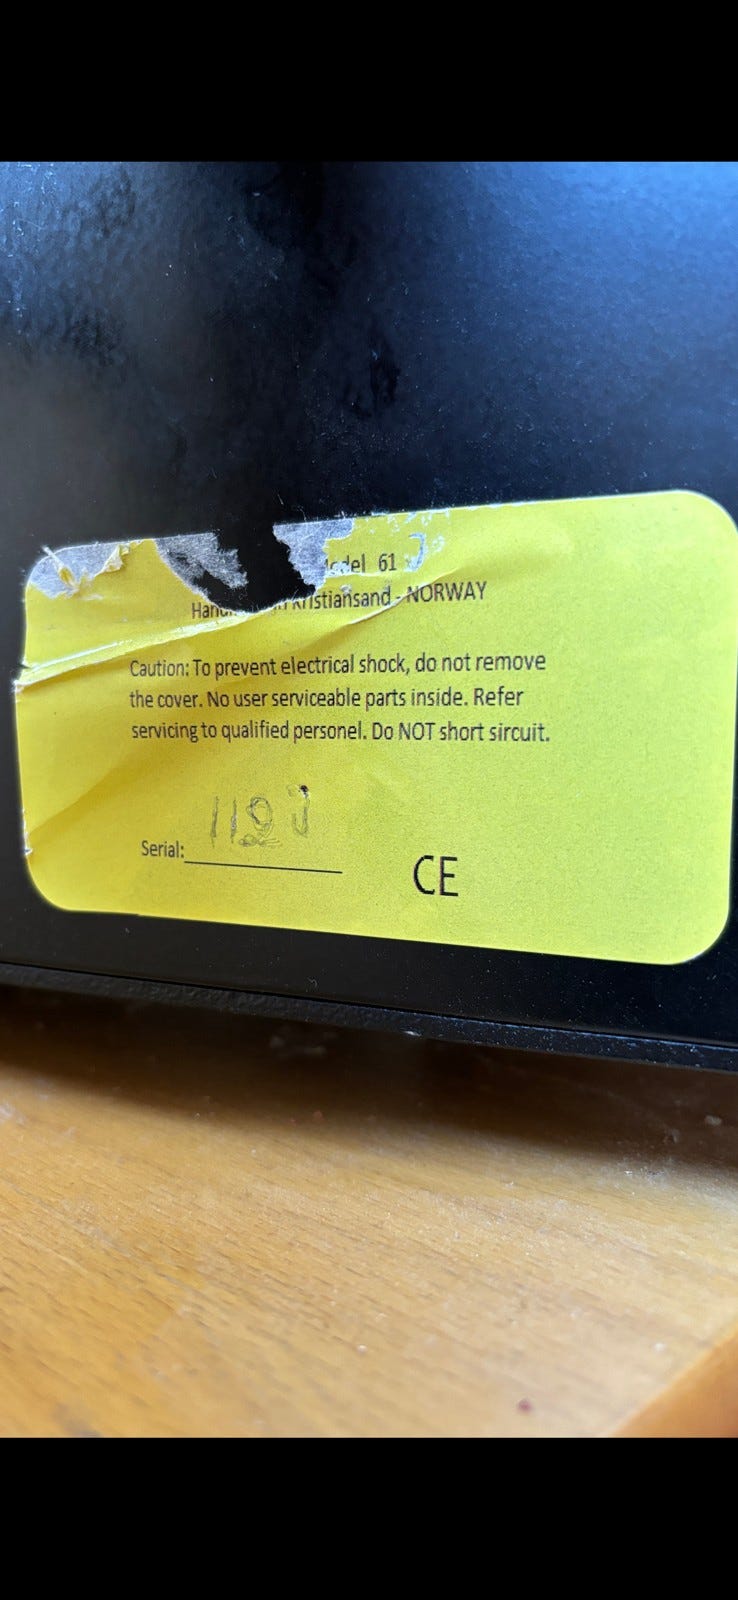 61 J
Kristiansand - NORWAY
Caution: To prevent electrical shock, do not remove
the cover. No user serviceable parts inside. Refer
servicing to qualified personel. Do NOT short sircuit.
Serial:
CE